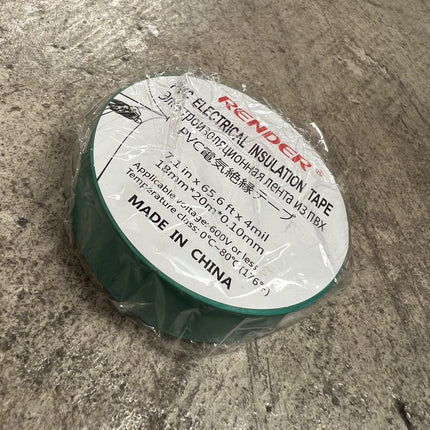 RENDER®
PVC ELECTRICAL INSULATION TAPE
Электроизоляционная лента из пвх
PVC電気絶縁テープ
in x 65.6 ft x 4mil
18mm*20m*0.10mm
Applicable voltage: 600V or less
Temperature class: 0℃~80℃
MADE IN CHINA